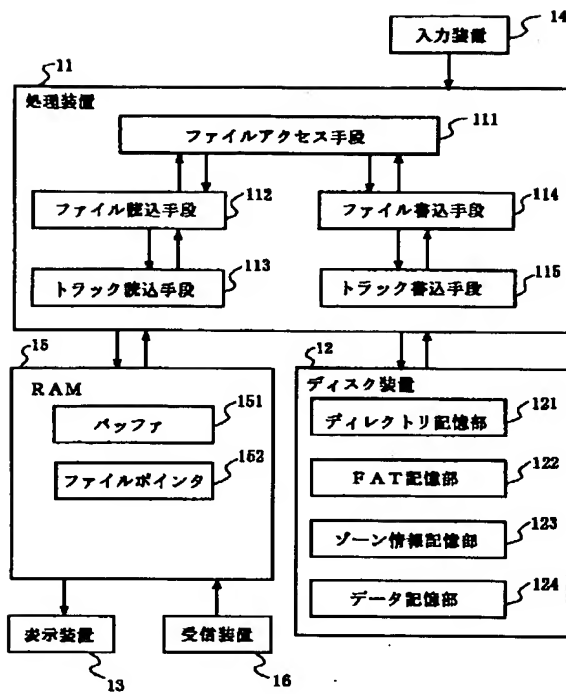 14
入力装置
11
処理装置
111
ファイルアクセス手段
112
ファイル読込手段
114
ファイル書込手段
113
トラック読込手段
115
トラック書込手段
15
RAM
151
バッファ
152
ファイルポインタ
12
ディスク装置
121
ディレクトリ記憶部
122
FAT記憶部
123
ゾーン情報記憶部
124
データ記憶部
表示装置
13
受信装置
16